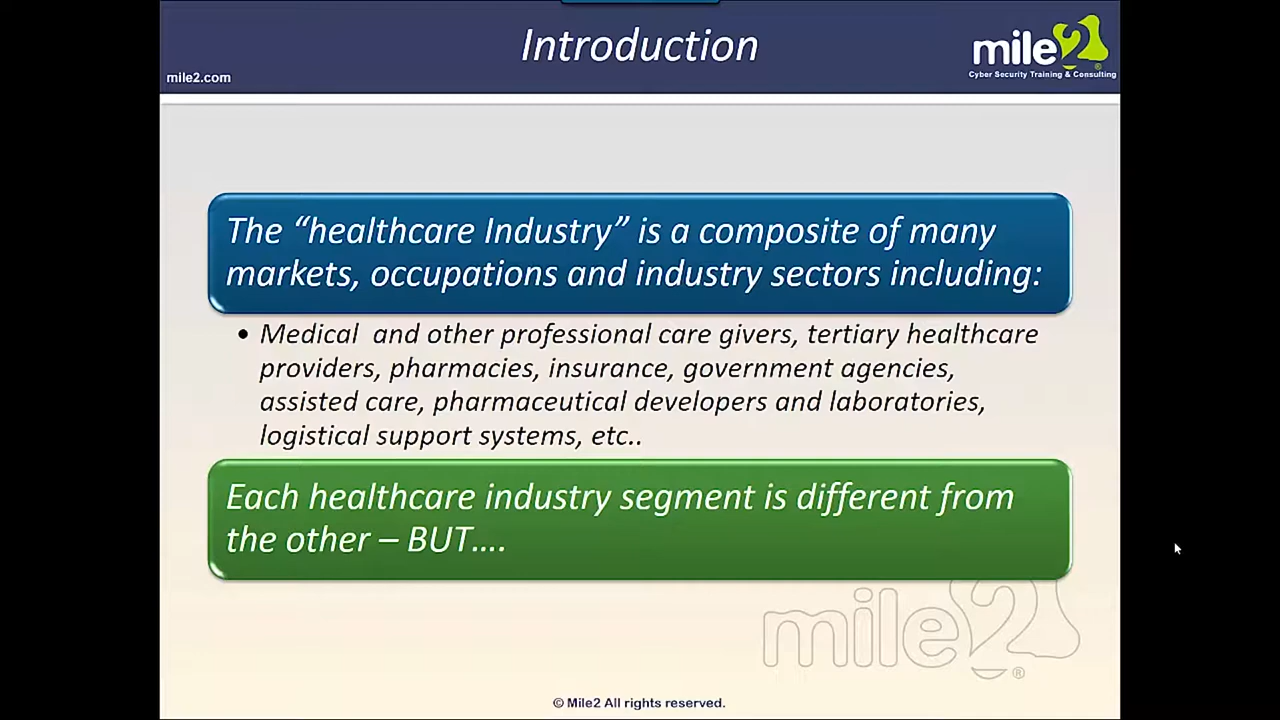 Introduction
mile2
mile2.com
Cyber Security Training & Consulting
The “healthcare Industry” is a composite of many
markets, occupations and industry sectors including:
• Medical  and other professional care givers, tertiary healthcare
providers, pharmacies, insurance, government agencies,
assisted care, pharmaceutical developers and laboratories,
logistical support systems, etc..
Each healthcare industry segment is different from
the other – BUT….
mile2®
© Mile2 All rights reserved.